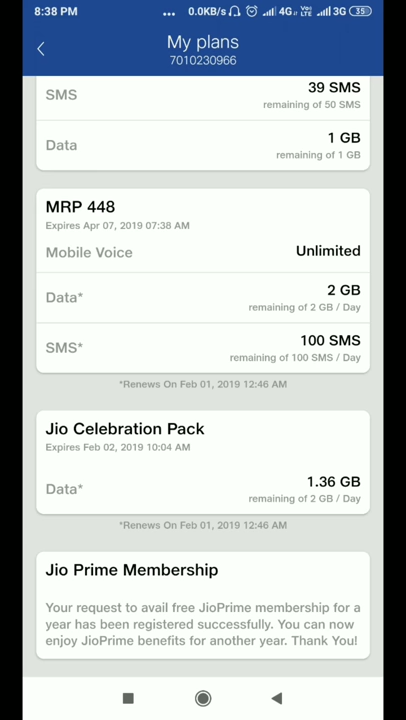 8:38 PM ... 0.0KB/s 4G VoLTE 3G 35
My plans
7010230966
SMS 39 SMS
remaining of 50 SMS
Data 1 GB
remaining of 1 GB
MRP 448
Expires Apr 07, 2019 07:38 AM
Mobile Voice Unlimited
Data* 2 GB
remaining of 2 GB / Day
SMS* 100 SMS
remaining of 100 SMS / Day
*Renews On Feb 01, 2019 12:46 AM
Jio Celebration Pack
Expires Feb 02, 2019 10:04 AM
Data* 1.36 GB
remaining of 2 GB / Day
*Renews On Feb 01, 2019 12:46 AM
Jio Prime Membership
Your request to avail free JioPrime membership for a
year has been registered successfully. You can now
enjoy JioPrime benefits for another year. Thank You!